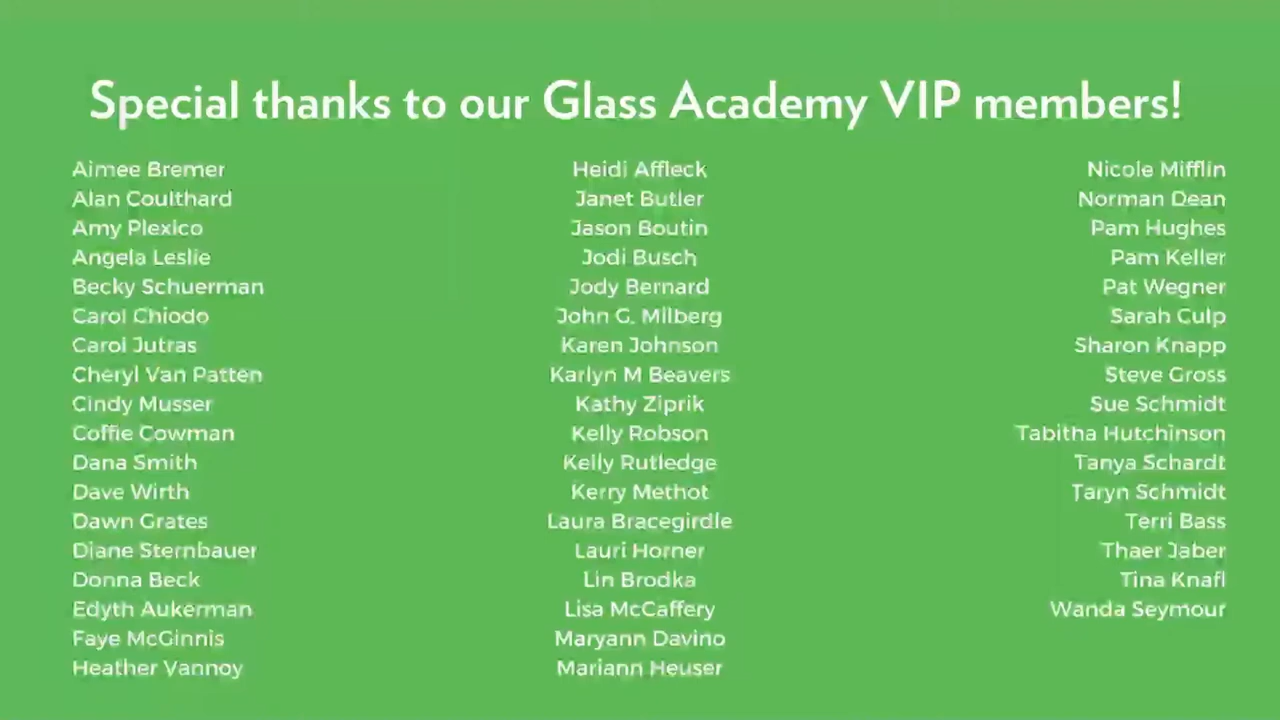 Special thanks to our Glass Academy VIP members!
Aimee Bremer
Alan Coulthard
Amy Plexico
Angela Leslie
Becky Schuerman
Carol Chiodo
Carol Jutras
Cheryl Van Patten
Cindy Musser
Coffie Cowman
Dana Smith
Dave Wirth
Dawn Grates
Diane Sternbauer
Donna Beck
Edyth Aukerman
Faye McGinnis
Heather Vannoy
Heidi Affleck
Janet Butler
Jason Boutin
Jodi Busch
Jody Bernard
John G. Milberg
Karen Johnson
Karlyn M Beavers
Kathy Ziprik
Kelly Robson
Kelly Rutledge
Kerry Methot
Laura Bracegirdle
Lauri Horner
Lin Brodka
Lisa McCaffery
Maryann Davino
Mariann Heuser
Nicole Mifflin
Norman Dean
Pam Hughes
Pam Keller
Pat Wegner
Sarah Culp
Sharon Knapp
Steve Gross
Sue Schmidt
Tabitha Hutchinson
Tanya Schardt
Taryn Schmidt
Terri Bass
Thaer Jaber
Tina Knafl
Wanda Seymour